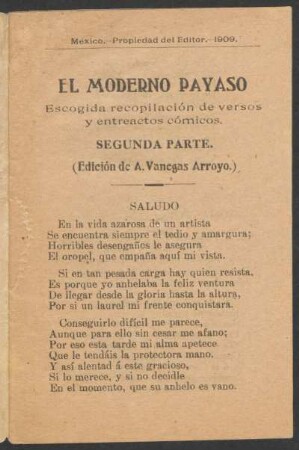 Mexico.—Propiedad del Editor.—1909.
EL MODERNO PAYASO
Escogida recopilación de versos
y entreactos cómicos.
SEGUNDA PARTE.
(Edición de A. Vanegas Arroyo.)
SALUDO
En la vida azarosa de un artista
Se encuentra siempre el tedio y amargura;
Horribles desengaños le asegura
El oropel, que empaña aquí mi vista.
Si en tan pesada carga hay quien resista,
Es porque yo anhelaba la feliz ventura
De llegar desde la gloria hasta la altura,
Por si un laurel mi frente conquistara.
Conseguirlo difícil me parece,
Aunque para ello sin cesar me afano;
Por eso esta tarde mi alma apetece
Que le tendáis la protectora mano.
Y así alentad á este gracioso,
Si lo merece, y si no decidle
En el momento, que su anhelo es vano.